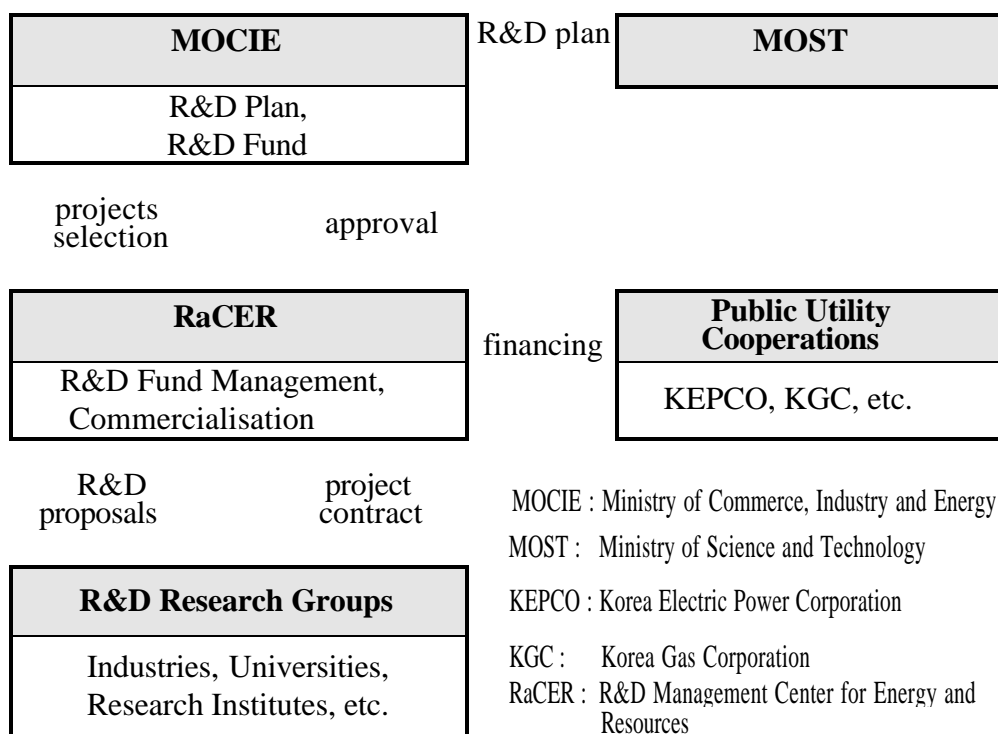 MOCIE
R&D plan
MOST
R&D Plan,
R&D Fund
projects
selection
approval
RaCER
financing
Public Utility
Cooperations
R&D Fund Management,
Commercialisation
KEPCO, KGC, etc.
R&D
proposals
project
contract
MOCIE : Ministry of Commerce, Industry and Energy
MOST : Ministry of Science and Technology
KEPCO : Korea Electric Power Corporation
KGC : Korea Gas Corporation
RaCER : R&D Management Center for Energy and
Resources
R&D Research Groups
Industries, Universities,
Research Institutes, etc.